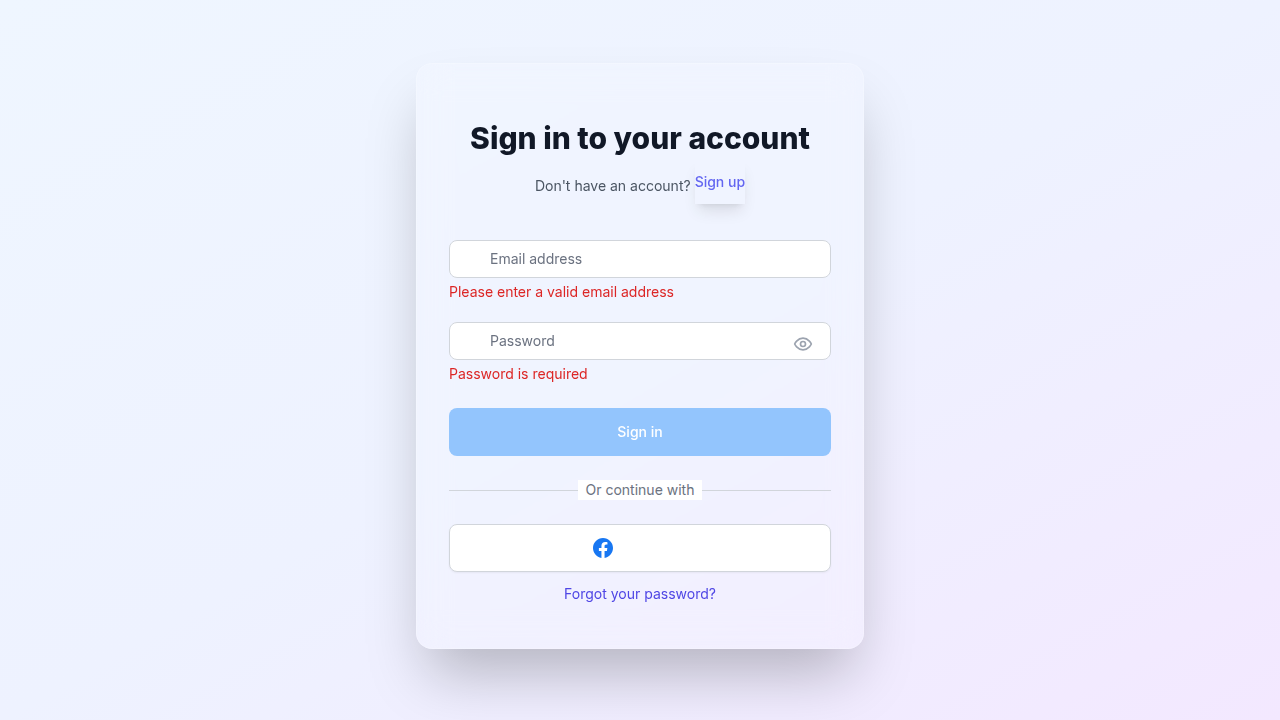 Sign in to your account
Don't have an account? Sign up
Email address
Please enter a valid email address
Password
Password is required
Sign in
Or continue with
Forgot your password?